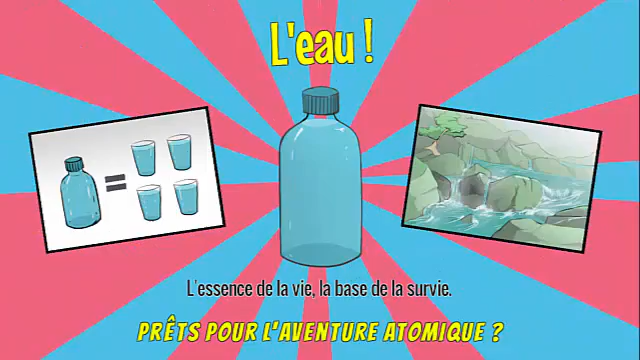 L'eau !
L'essence de la vie, la base de la survie.
PRÊTS POUR L'AVENTURE ATOMIQUE ?